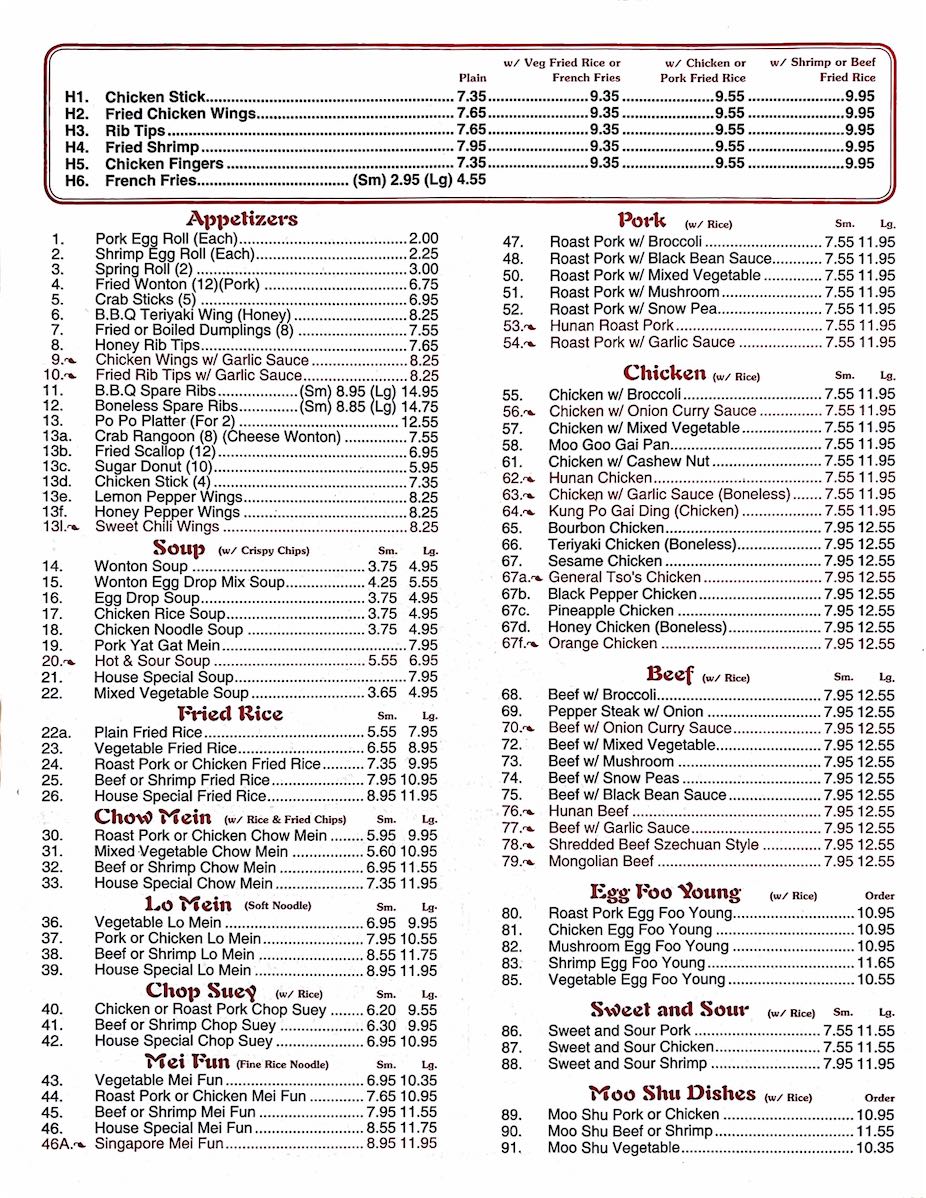 w/ Veg Fried Rice or w/ Chicken or w/ Shrimp or Beef
Plain French Fries Pork Fried Rice Fried Rice
H1. Chicken Stick 7.35 9.35 9.55 9.95
H2. Fried Chicken Wings 7.65 9.35 9.55 9.95
H3. Rib Tips 7.65 9.35 9.55 9.95
H4. Fried Shrimp 7.95 9.35 9.55 9.95
H5. Chicken Fingers 7.35 9.35 9.55 9.95
H6. French Fries (Sm) 2.95 (Lg) 4.55
Appetizers
1. Pork Egg Roll (Each) 2.00
2. Shrimp Egg Roll (Each) 2.25
3. Spring Roll (2) 3.00
4. Fried Wonton (12)(Pork) 6.75
5. Crab Sticks (5) 6.95
6. B.B.Q Teriyaki Wing (Honey) 8.25
7. Fried or Boiled Dumplings (8) 7.55
8. Honey Rib Tips 7.65
9. Chicken Wings w/ Garlic Sauce 8.25
10. Fried Rib Tips w/ Garlic Sauce 8.25
11. B.B.Q Spare Ribs (Sm) 8.95 (Lg) 14.95
12. Boneless Spare Ribs (Sm) 8.85 (Lg) 14.75
13. Po Po Platter (For 2) 12.55
13a. Crab Rangoon (8) (Cheese Wonton) 7.55
13b. Fried Scallop (12) 6.95
13c. Sugar Donut (10) 5.95
13d. Chicken Stick (4) 7.35
13e. Lemon Pepper Wings 8.25
13f. Honey Pepper Wings 8.25
13l. Sweet Chili Wings 8.25
Soup (w/ Crispy Chips) Sm. Lg.
14. Wonton Soup 3.75 4.95
15. Wonton Egg Drop Mix Soup 4.25 5.55
16. Egg Drop Soup 3.75 4.95
17. Chicken Rice Soup 3.75 4.95
18. Chicken Noodle Soup 3.75 4.95
19. Pork Yat Gat Mein 7.95
20. Hot & Sour Soup 5.55 6.95
21. House Special Soup 7.95
22. Mixed Vegetable Soup 3.65 4.95
Fried Rice Sm. Lg.
22a. Plain Fried Rice 5.55 7.95
23. Vegetable Fried Rice 6.55 8.95
24. Roast Pork or Chicken Fried Rice 7.35 9.95
25. Beef or Shrimp Fried Rice 7.95 10.95
26. House Special Fried Rice 8.95 11.95
Chow Mein (w/ Rice & Fried Chips) Sm. Lg.
30. Roast Pork or Chicken Chow Mein 5.95 9.95
31. Mixed Vegetable Chow Mein 5.60 10.95
32. Beef or Shrimp Chow Mein 6.95 11.55
33. House Special Chow Mein 7.35 11.95
Lo Mein (Soft Noodle) Sm. Lg.
36. Vegetable Lo Mein 6.95 9.95
37. Pork or Chicken Lo Mein 7.95 10.55
38. Beef or Shrimp Lo Mein 8.55 11.75
39. House Special Lo Mein 8.95 11.95
Chop Suey (w/ Rice) Sm. Lg.
40. Chicken or Roast Pork Chop Suey 6.20 9.55
41. Beef or Shrimp Chop Suey 6.30 9.95
42. House Special Chop Suey 6.95 10.95
Mei Fun (Fine Rice Noodle) Sm. Lg.
43. Vegetable Mei Fun 6.95 10.35
44. Roast Pork or Chicken Mei Fun 7.65 10.95
45. Beef or Shrimp Mei Fun 7.95 11.55
46. House Special Mei Fun 8.55 11.75
46A. Singapore Mei Fun 8.95 11.95
Pork (w/ Rice) Sm. Lg.
47. Roast Pork w/ Broccoli 7.55 11.95
48. Roast Pork w/ Black Bean Sauce 7.55 11.95
50. Roast Pork w/ Mixed Vegetable 7.55 11.95
51. Roast Pork w/ Mushroom 7.55 11.95
52. Roast Pork w/ Snow Pea 7.55 11.95
53. Hunan Roast Pork 7.55 11.95
54. Roast Pork w/ Garlic Sauce 7.55 11.95
Chicken (w/ Rice) Sm. Lg.
55. Chicken w/ Broccoli 7.55 11.95
56. Chicken w/ Onion Curry Sauce 7.55 11.95
57. Chicken w/ Mixed Vegetable 7.55 11.95
58. Moo Goo Gai Pan 7.55 11.95
61. Chicken w/ Cashew Nut 7.55 11.95
62. Hunan Chicken 7.55 11.95
63. Chicken w/ Garlic Sauce (Boneless) 7.55 11.95
64. Kung Po Gai Ding (Chicken) 7.55 11.95
65. Bourbon Chicken 7.95 12.55
66. Teriyaki Chicken (Boneless) 7.95 12.55
67. Sesame Chicken 7.95 12.55
67a. General Tso's Chicken 7.95 12.55
67b. Black Pepper Chicken 7.95 12.55
67c. Pineapple Chicken 7.95 12.55
67d. Honey Chicken (Boneless) 7.95 12.55
67f. Orange Chicken 7.95 12.55
Beef (w/ Rice) Sm. Lg.
68. Beef w/ Broccoli 7.95 12.55
69. Pepper Steak w/ Onion 7.95 12.55
70. Beef w/ Onion Curry Sauce 7.95 12.55
72. Beef w/ Mixed Vegetable 7.95 12.55
73. Beef w/ Mushroom 7.95 12.55
74. Beef w/ Snow Peas 7.95 12.55
75. Beef w/ Black Bean Sauce 7.95 12.55
76. Hunan Beef 7.95 12.55
77. Beef w/ Garlic Sauce 7.95 12.55
78. Shredded Beef Szechuan Style 7.95 12.55
79. Mongolian Beef 7.95 12.55
Egg Foo Young (w/ Rice) Order
80. Roast Pork Egg Foo Young 10.95
81. Chicken Egg Foo Young 10.95
82. Mushroom Egg Foo Young 10.95
83. Shrimp Egg Foo Young 11.65
85. Vegetable Egg Foo Young 10.55
Sweet and Sour (w/ Rice) Sm. Lg.
86. Sweet and Sour Pork 7.55 11.55
87. Sweet and Sour Chicken 7.55 11.55
88. Sweet and Sour Shrimp 7.95 11.95
Moo Shu Dishes (w/ Rice) Order
89. Moo Shu Pork or Chicken 10.95
90. Moo Shu Beef or Shrimp 11.55
91. Moo Shu Vegetable 10.35